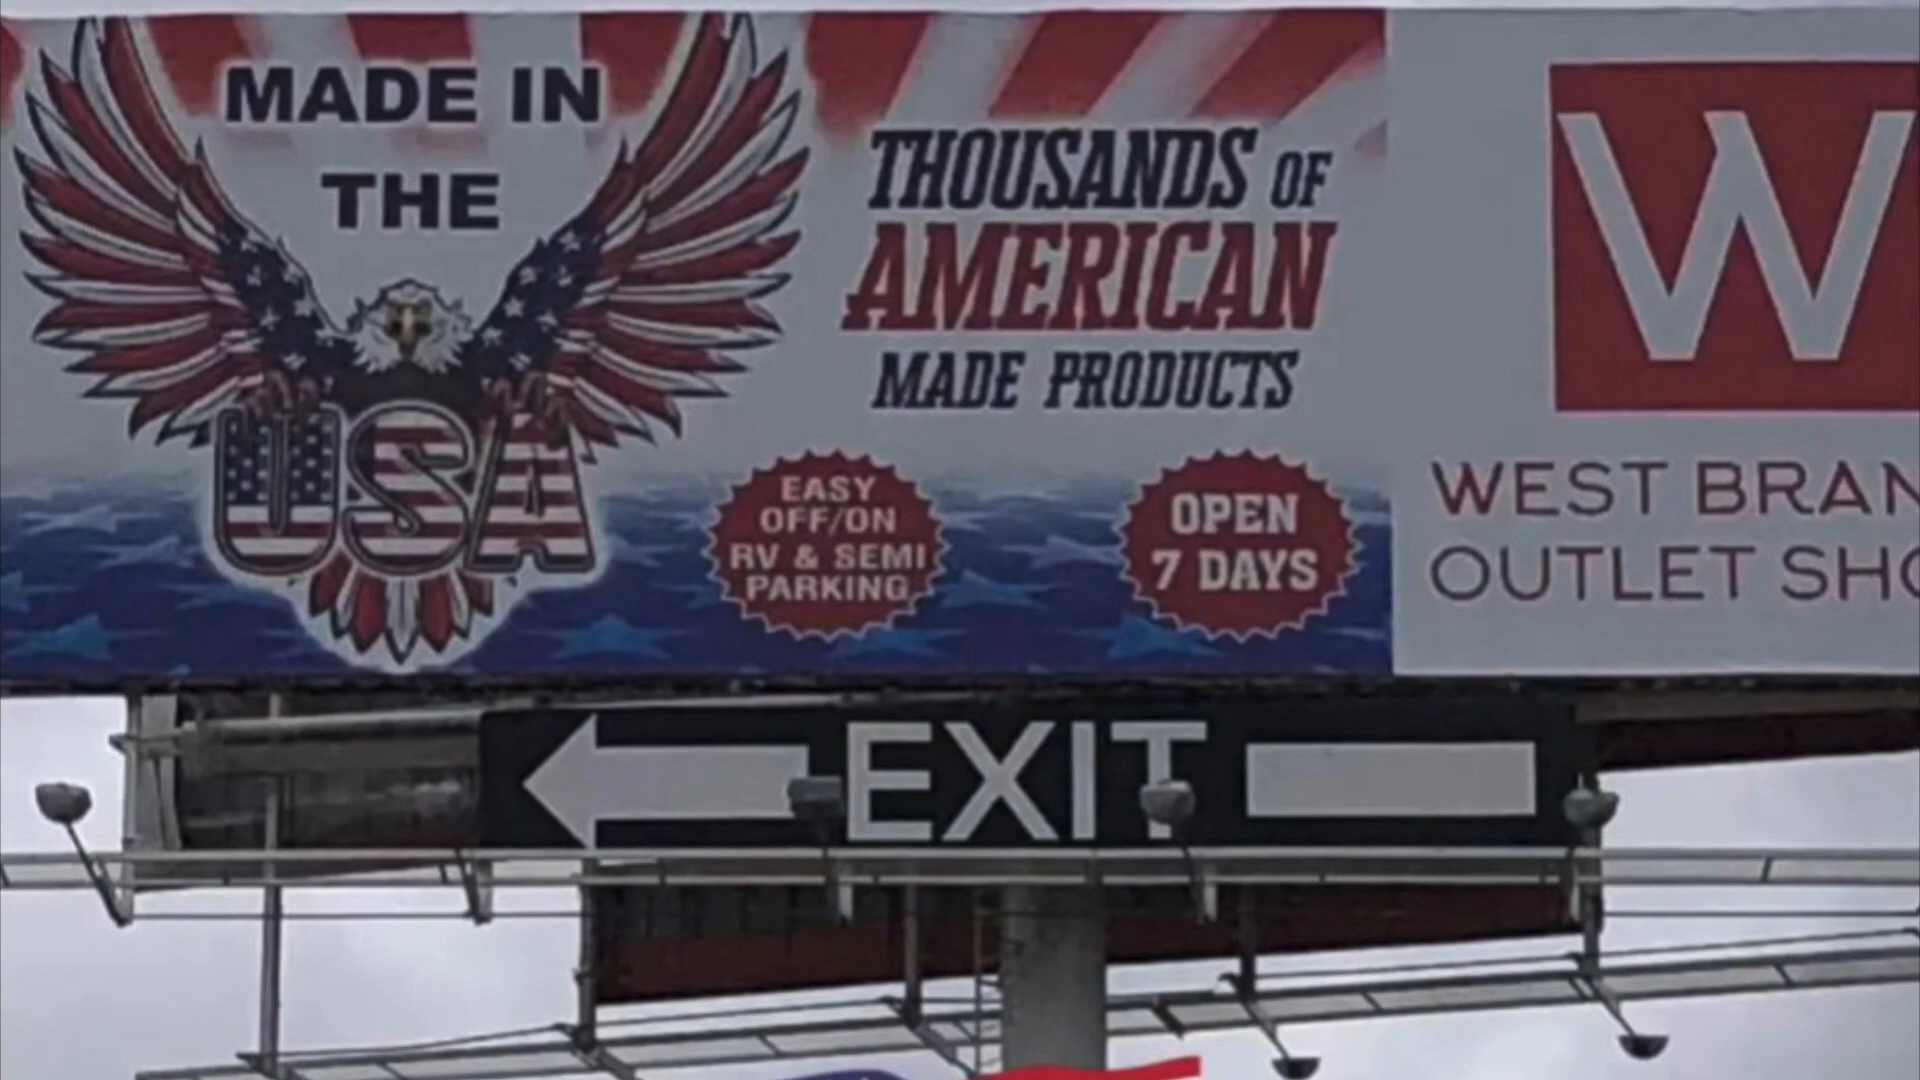 MADE IN
THE
USA
THOUSANDS OF
AMERICAN
MADE PRODUCTS
EASY
OFF/ON
RV & SEMI
PARKING
OPEN
7 DAYS
W
WEST BRAN
OUTLET SHO
EXIT